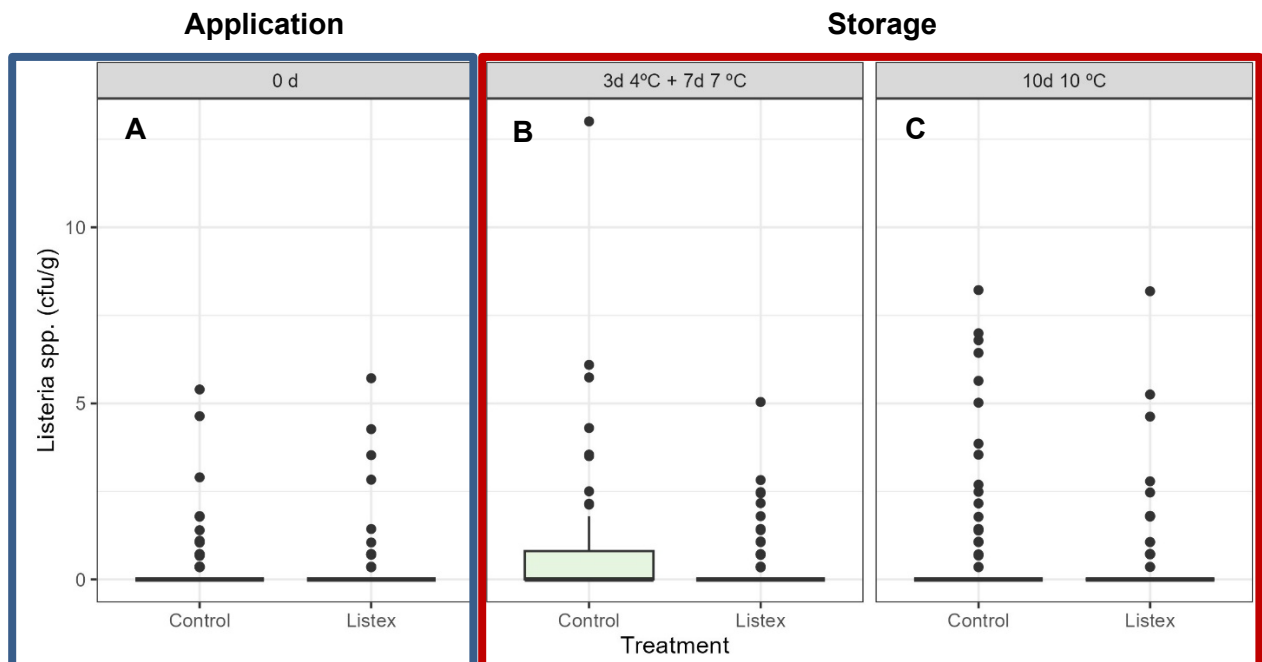 Application
Storage
0 d
3d 4ºC + 7d 7 ºC
10d 10 ºC
A
B
C
Listeria spp. (cfu/g)
10
5
0
Control
Listex
Control
Listex
Control
Listex
Treatment